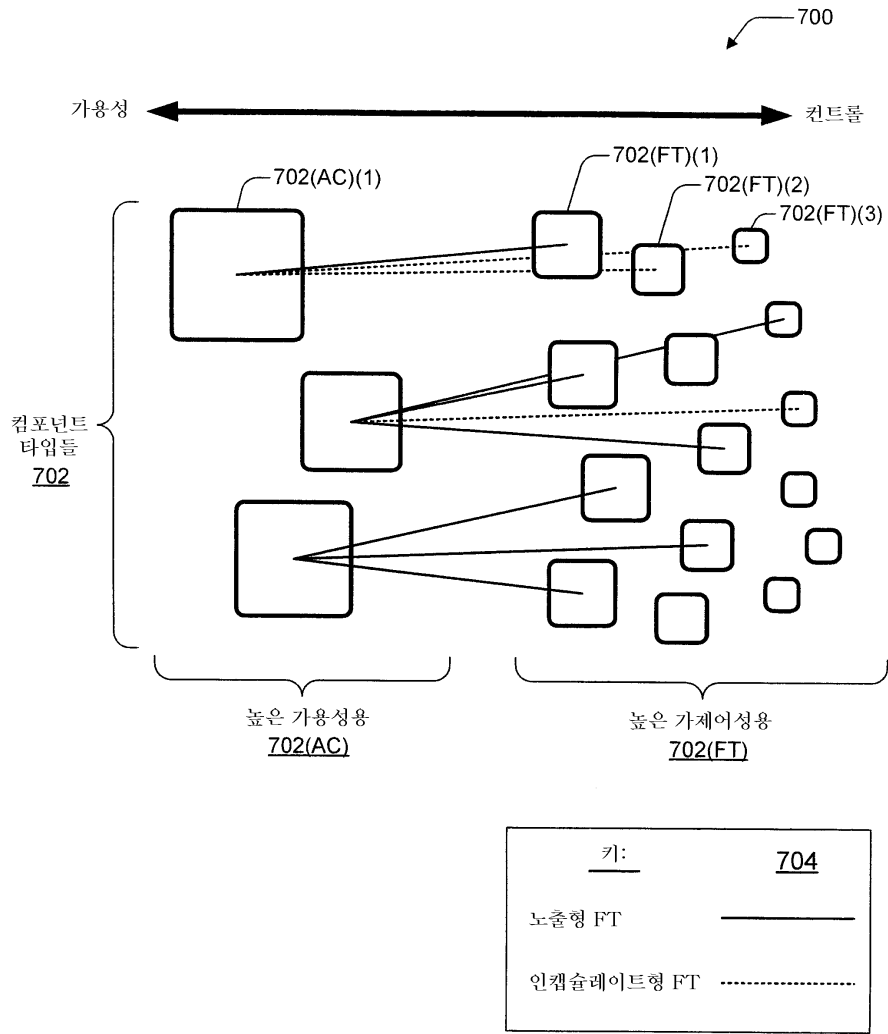 700
가용성
컨트롤
702(AC)(1)
702(FT)(1)
702(FT)(2)
702(FT)(3)
컴포넌트
타입들
702
높은 가용성용
702(AC)
높은 가제어성용
702(FT)
키:
704
노출형 FT
인캡슐레이트형 FT